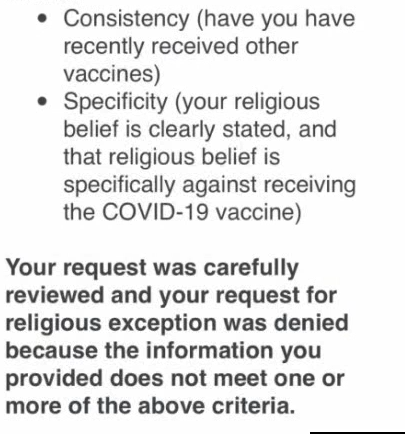 • Consistency (have you have
recently received other
vaccines)
• Specificity (your religious
belief is clearly stated, and
that religious belief is
specifically against receiving
the COVID-19 vaccine)
Your request was carefully
reviewed and your request for
religious exception was denied
because the information you
provided does not meet one or
more of the above criteria.